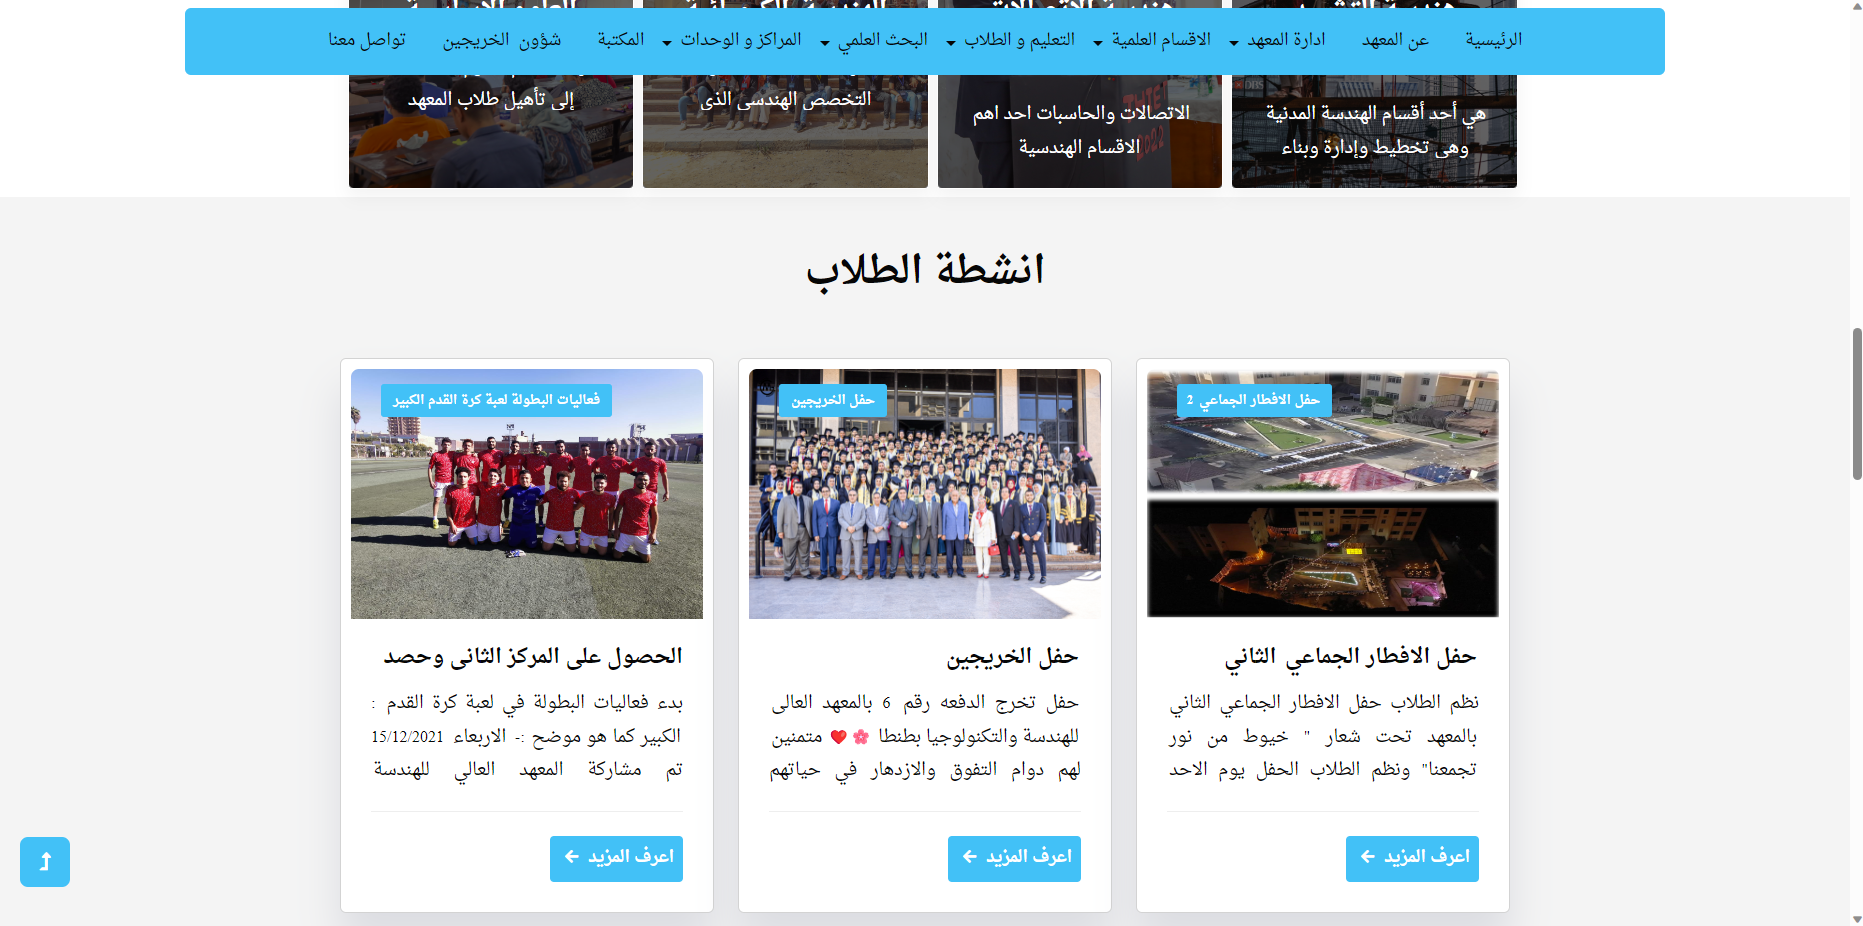 الرئيسية
عن المعهد
ادارة المعهد
الاقسام العلمية
التعليم و الطلاب
البحث العلمي
المراكز و الوحدات
المكتبة
شؤون الخريجين
تواصل معنا
هي أحد أقسام الهندسة المدنية
وهى تخطيط وإدارة وبناء
الاتصالات والحاسبات احد اهم
الاقسام الهندسية
التخصص الهندسى الذى
إلى تأهيل طلاب المعهد
انشطة الطلاب
حفل الافطار الجماعي 2
حفل الافطار الجماعي الثاني
نظم الطلاب حفل الافطار الجماعي الثاني
بالمعهد تحت شعار " خيوط من نور
تجمعنا" ونظم الطلاب الحفل يوم الاحد
اعرف المزيد ←
حفل الخريجين
حفل الخريجين
حفل تخرج الدفعه رقم 6 بالمعهد العالى
للهندسة والتكنولوجيا بطنطا 🌸❤️ متمنين
لهم دوام التفوق والازدهار في حياتهم
اعرف المزيد ←
فعاليات البطولة لعبة كرة القدم الكبير
الحصول على المركز الثانى وحصد
بدء فعاليات البطولة في لعبة كرة القدم :
الكبير كما هو موضح :- الاربعاء 15/12/2021
تم مشاركة المعهد العالي للهندسة
اعرف المزيد ←